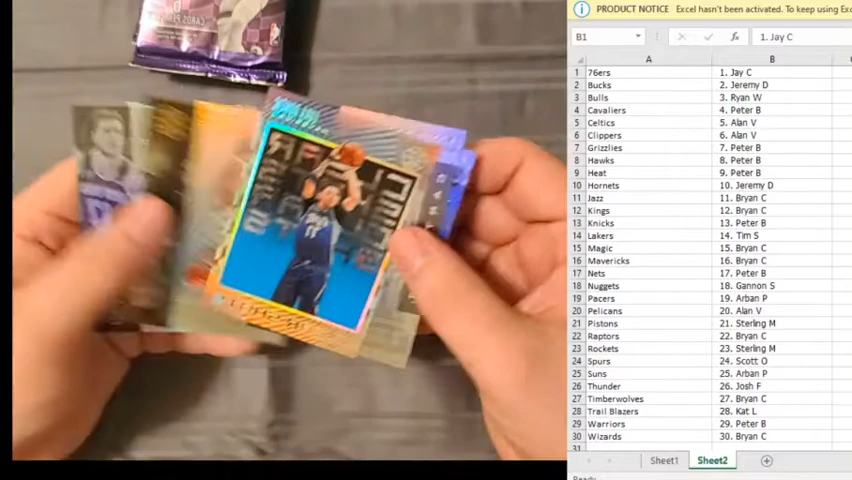 PRODUCT NOTICE Excel hasn't been activated. To keep using Exc
B1
fx
1. Jay C
A
B
1 76ers 1. Jay C
2 Bucks 2. Jeremy D
3 Bulls 3. Ryan W
4 Cavaliers 4. Peter B
5 Celtics 5. Alan V
6 Clippers 6. Alan V
7 Grizzlies 7. Peter B
8 Hawks 8. Peter B
9 Heat 9. Peter B
10 Hornets 10. Jeremy D
11 Jazz 11. Bryan C
12 Kings 12. Bryan C
13 Knicks 13. Peter B
14 Lakers 14. Tim S
15 Magic 15. Bryan C
16 Mavericks 16. Bryan C
17 Nets 17. Peter B
18 Nuggets 18. Gannon S
19 Pacers 19. Arban P
20 Pelicans 20. Alan V
21 Pistons 21. Sterling M
22 Raptors 22. Bryan C
23 Rockets 23. Sterling M
24 Spurs 24. Scott O
25 Suns 25. Arban P
26 Thunder 26. Josh F
27 Timberwolves 27. Bryan C
28 Trail Blazers 28. Kat L
29 Warriors 29. Peter B
30 Wizards 30. Bryan C
31
Sheet1 Sheet2
Ready